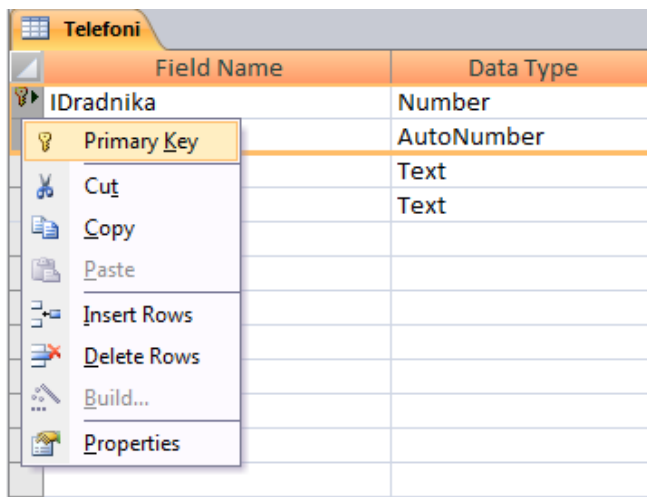 Telefoni
Field Name Data Type
IDradnika Number
AutoNumber
Text
Text
Primary Key
Cut
Copy
Paste
Insert Rows
Delete Rows
Build...
Properties